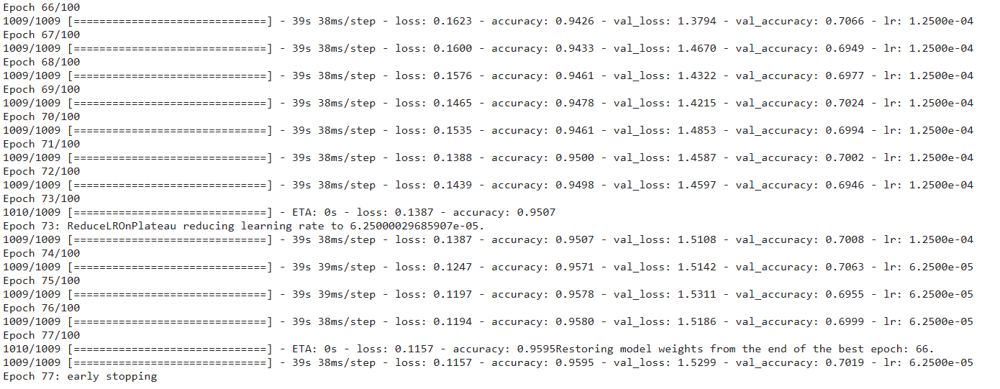 Epoch 66/100
1009/1009 [==============================] - 39s 38ms/step - loss: 0.1623 - accuracy: 0.9426 - val_loss: 1.3794 - val_accuracy: 0.7066 - lr: 1.2500e-04
Epoch 67/100
1009/1009 [==============================] - 39s 38ms/step - loss: 0.1600 - accuracy: 0.9433 - val_loss: 1.4670 - val_accuracy: 0.6949 - lr: 1.2500e-04
Epoch 68/100
1009/1009 [==============================] - 39s 38ms/step - loss: 0.1576 - accuracy: 0.9461 - val_loss: 1.4322 - val_accuracy: 0.6977 - lr: 1.2500e-04
Epoch 69/100
1009/1009 [==============================] - 39s 38ms/step - loss: 0.1465 - accuracy: 0.9478 - val_loss: 1.4215 - val_accuracy: 0.7024 - lr: 1.2500e-04
Epoch 70/100
1009/1009 [==============================] - 39s 38ms/step - loss: 0.1535 - accuracy: 0.9461 - val_loss: 1.4853 - val_accuracy: 0.6994 - lr: 1.2500e-04
Epoch 71/100
1009/1009 [==============================] - 39s 38ms/step - loss: 0.1388 - accuracy: 0.9500 - val_loss: 1.4587 - val_accuracy: 0.7002 - lr: 1.2500e-04
Epoch 72/100
1009/1009 [==============================] - 39s 38ms/step - loss: 0.1439 - accuracy: 0.9498 - val_loss: 1.4597 - val_accuracy: 0.6946 - lr: 1.2500e-04
Epoch 73/100
1010/1009 [==============================] - ETA: 0s - loss: 0.1387 - accuracy: 0.9507
Epoch 73: ReduceLROnPlateau reducing learning rate to 6.25000029685907e-05.
1009/1009 [==============================] - 39s 38ms/step - loss: 0.1387 - accuracy: 0.9507 - val_loss: 1.5108 - val_accuracy: 0.7008 - lr: 1.2500e-04
Epoch 74/100
1009/1009 [==============================] - 39s 39ms/step - loss: 0.1247 - accuracy: 0.9571 - val_loss: 1.5142 - val_accuracy: 0.7063 - lr: 6.2500e-05
Epoch 75/100
1009/1009 [==============================] - 39s 39ms/step - loss: 0.1197 - accuracy: 0.9578 - val_loss: 1.5311 - val_accuracy: 0.6955 - lr: 6.2500e-05
Epoch 76/100
1009/1009 [==============================] - 39s 38ms/step - loss: 0.1194 - accuracy: 0.9580 - val_loss: 1.5186 - val_accuracy: 0.6999 - lr: 6.2500e-05
Epoch 77/100
1010/1009 [==============================] - ETA: 0s - loss: 0.1157 - accuracy: 0.9595Restoring model weights from the end of the best epoch: 66.
1009/1009 [==============================] - 39s 38ms/step - loss: 0.1157 - accuracy: 0.9595 - val_loss: 1.5299 - val_accuracy: 0.7019 - lr: 6.2500e-05
Epoch 77: early stopping